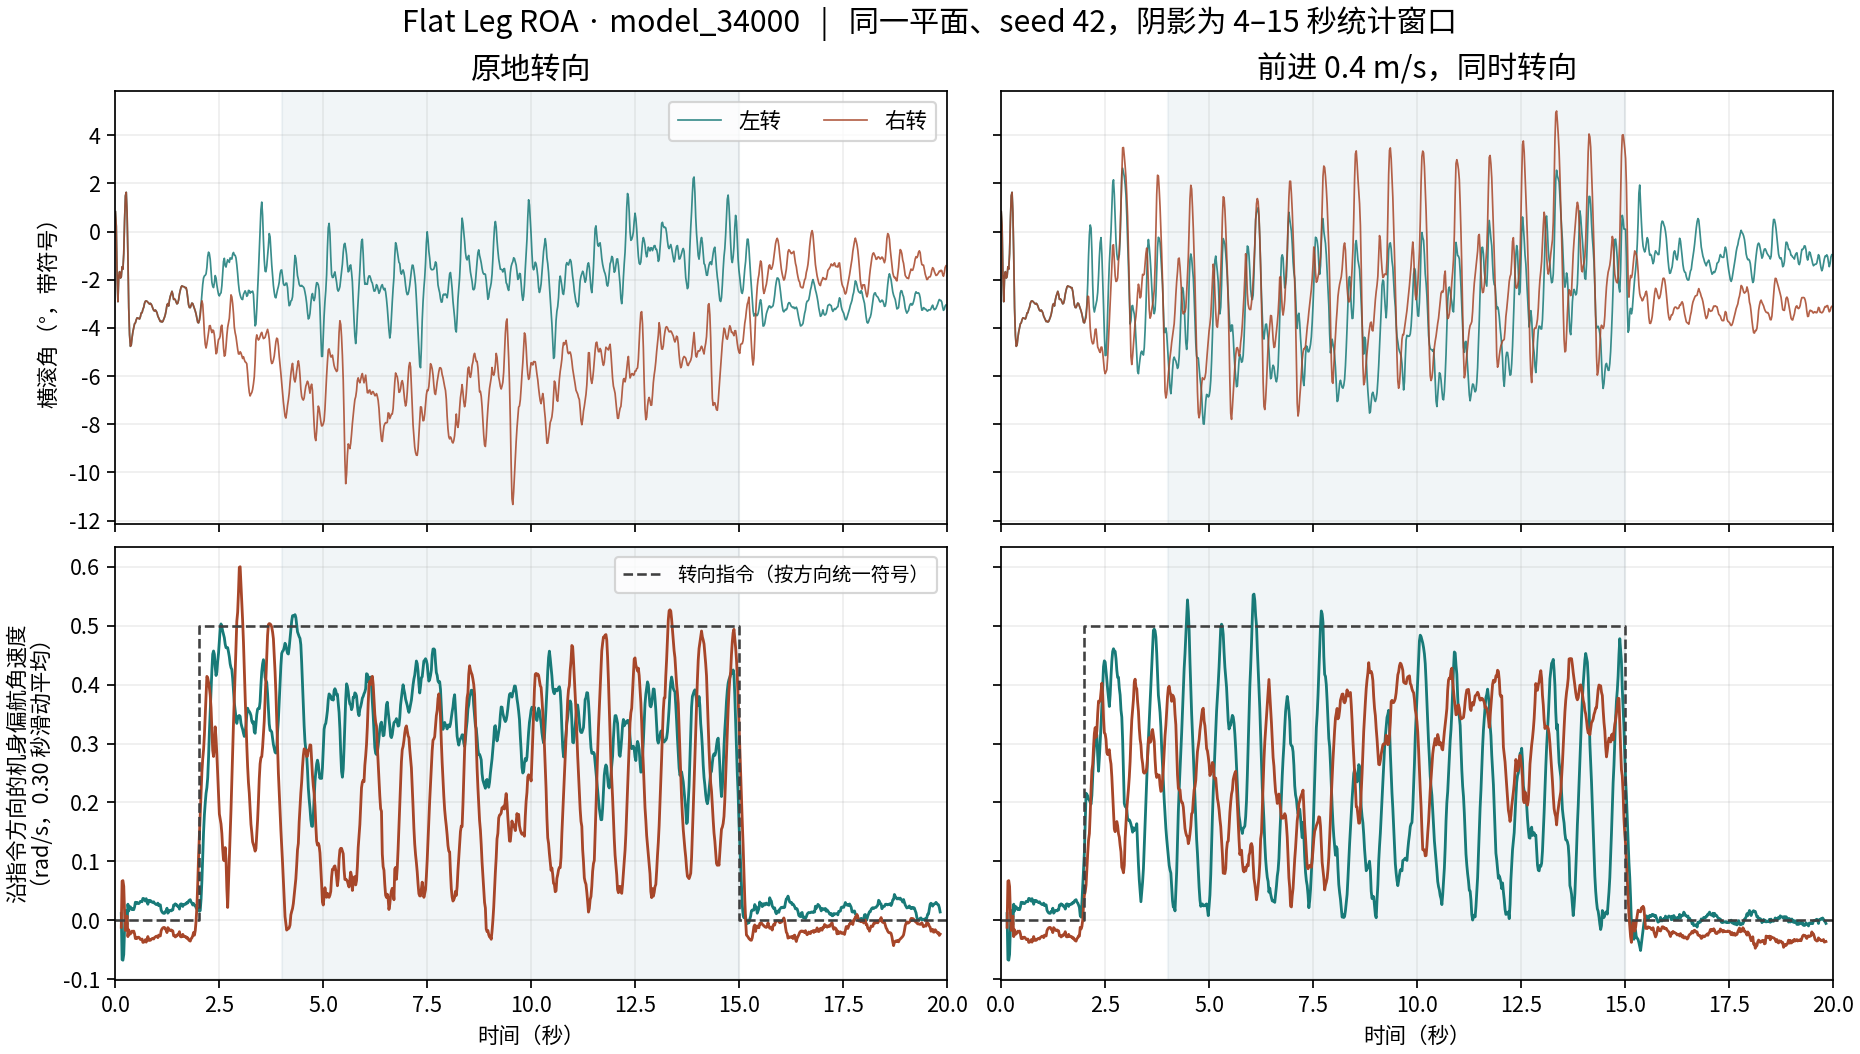 Flat Leg ROA · model_34000 | 同一平面、seed 42，阴影为 4–15 秒统计窗口
原地转向
前进 0.4 m/s，同时转向
左转 右转
横滚角（°，带符号）
4
2
0
-2
-4
-6
-8
-10
-12
转向指令（按方向统一符号）
沿指令方向的机身偏航角速度
（rad/s，0.30 秒滑动平均）
0.6
0.5
0.4
0.3
0.2
0.1
0.0
-0.1
0.0 2.5 5.0 7.5 10.0 12.5 15.0 17.5 20.0
0.0 2.5 5.0 7.5 10.0 12.5 15.0 17.5 20.0
时间（秒）
时间（秒）